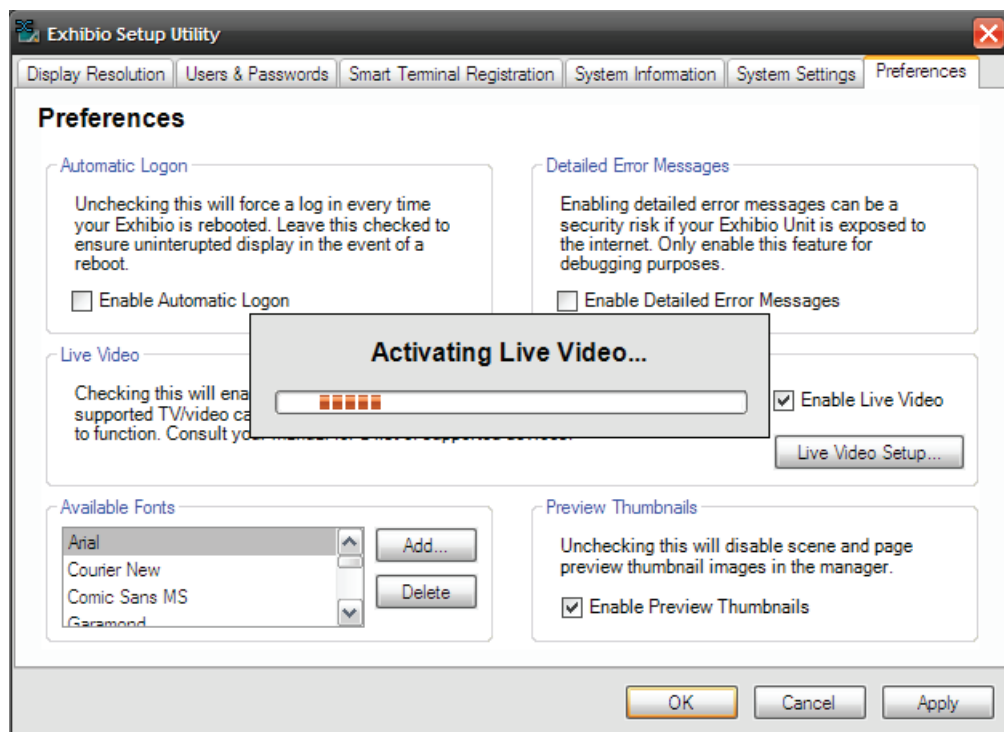 Exhibio Setup Utility
Display Resolution
Users & Passwords
Smart Terminal Registration
System Information
System Settings
Preferences
Preferences
Automatic Logon
Unchecking this will force a log in every time
your Exhibio is rebooted. Leave this checked to
ensure uninterupted display in the event of a
reboot.
Enable Automatic Logon
Detailed Error Messages
Enabling detailed error messages can be a
security risk if your Exhibio Unit is exposed to
the internet. Only enable this feature for
debugging purposes.
Enable Detailed Error Messages
Live Video
Checking this will ena
supported TV/video ca
to function. Consult
Activating Live Video...
Enable Live Video
Live Video Setup...
Available Fonts
Arial
Courier New
Comic Sans MS
Garamond
Add...
Delete
Preview Thumbnails
Unchecking this will disable scene and page
preview thumbnail images in the manager.
Enable Preview Thumbnails
OK
Cancel
Apply